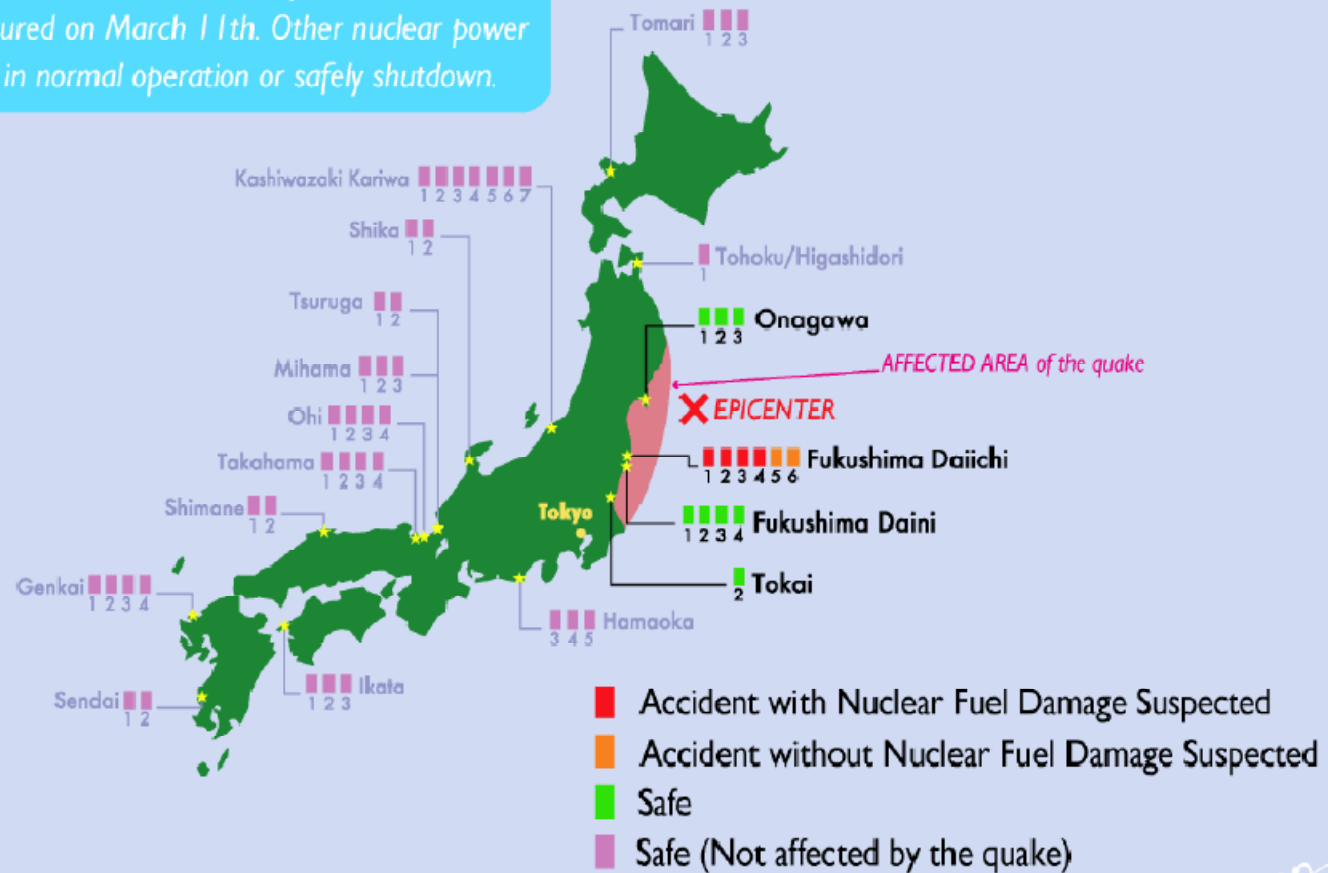 ured on March 11th. Other nuclear power
in normal operation or safely shutdown.
Tomari
1 2 3
Kashiwazaki Kariwa
1 2 3 4 5 6 7
Shika
1 2
Tohoku/Higashidori
1
Tsuruga
1 2
Onagawa
1 2 3
Mihama
1 2 3
AFFECTED AREA of the quake
EPICENTER
Ohi
1 2 3 4
Takahama
1 2 3 4
Fukushima Daiichi
1 2 3 4 5 6
Shimane
1 2
Tokyo
Fukushima Daini
1 2 3 4
Genkai
1 2 3 4
Tokai
2
Hamaoka
3 4 5
Ikata
1 2 3
Sendai
1 2
Accident with Nuclear Fuel Damage Suspected
Accident without Nuclear Fuel Damage Suspected
Safe
Safe (Not affected by the quake)